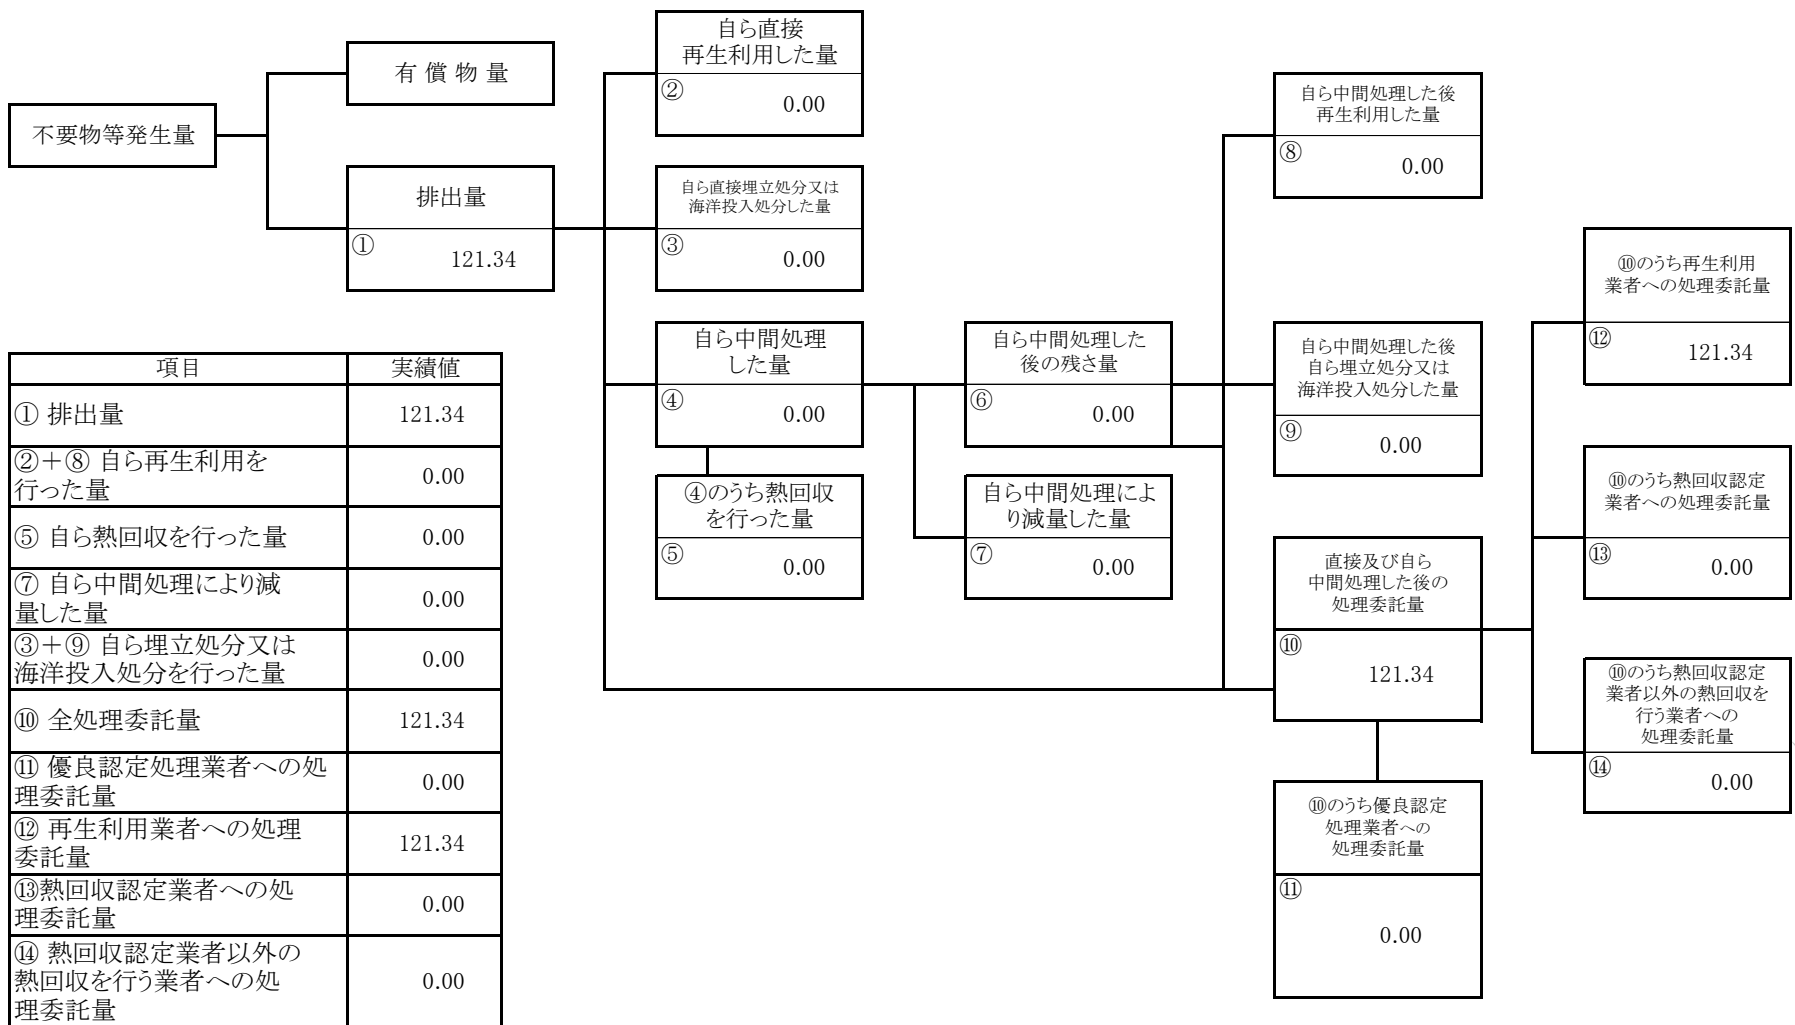 不要物等発生量
有償物量
排出量
①
121.34
自ら直接
再生利用した量
②
0.00
自ら直接埋立処分又は
海洋投入処分した量
③
0.00
自ら中間処理
した量
④
0.00
④のうち熱回収
を行った量
⑤
0.00
自ら中間処理した
後の残さ量
⑥
0.00
自ら中間処理によ
り減量した量
⑦
0.00
自ら中間処理した後
再生利用した量
⑧
0.00
自ら中間処理した後
自ら埋立処分又は
海洋投入処分した量
⑨
0.00
直接及び自ら
中間処理した後の
処理委託量
⑩
121.34
⑩のうち優良認定
処理業者への
処理委託量
⑪
0.00
⑩のうち再生利用
業者への処理委託量
⑫
121.34
⑩のうち熱回収認定
業者への処理委託量
⑬
0.00
⑩のうち熱回収認定
業者以外の熱回収を
行う業者への
処理委託量
⑭
0.00
項目 実績値
① 排出量 121.34
②＋⑧ 自ら再生利用を
行った量 0.00
⑤ 自ら熱回収を行った量 0.00
⑦ 自ら中間処理により減
量した量 0.00
③＋⑨ 自ら埋立処分又は
海洋投入処分を行った量 0.00
⑩ 全処理委託量 121.34
⑪ 優良認定処理業者への処
理委託量 0.00
⑫ 再生利用業者への処理
委託量 121.34
⑬熱回収認定業者への処
理委託量 0.00
⑭ 熱回収認定業者以外の
熱回収を行う業者への処
理委託量 0.00